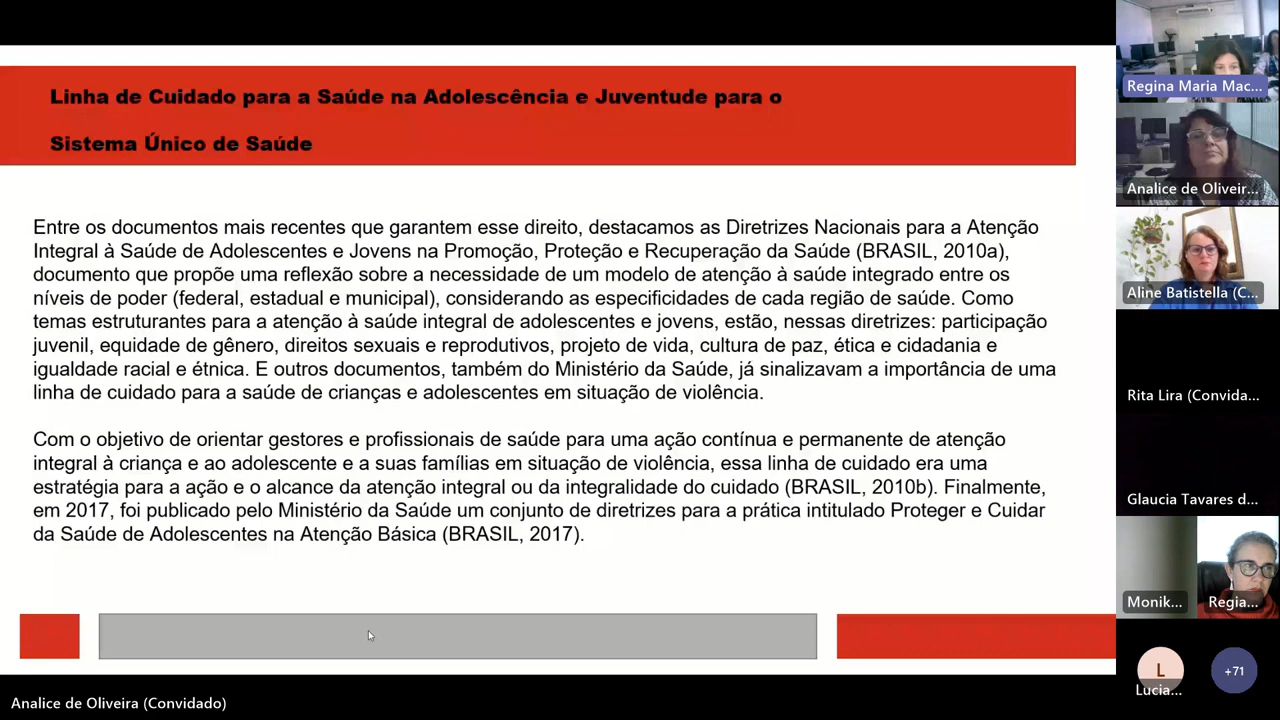 Linha de Cuidado para a Saúde na Adolescência e Juventude para o
Sistema Único de Saúde
Entre os documentos mais recentes que garantem esse direito, destacamos as Diretrizes Nacionais para a Atenção
Integral à Saúde de Adolescentes e Jovens na Promoção, Proteção e Recuperação da Saúde (BRASIL, 2010a),
documento que propõe uma reflexão sobre a necessidade de um modelo de atenção à saúde integrado entre os
níveis de poder (federal, estadual e municipal), considerando as especificidades de cada região de saúde. Como
temas estruturantes para a atenção à saúde integral de adolescentes e jovens, estão, nessas diretrizes: participação
juvenil, equidade de gênero, direitos sexuais e reprodutivos, projeto de vida, cultura de paz, ética e cidadania e
igualdade racial e étnica. E outros documentos, também do Ministério da Saúde, já sinalizavam a importância de uma
linha de cuidado para a saúde de crianças e adolescentes em situação de violência.
Com o objetivo de orientar gestores e profissionais de saúde para uma ação contínua e permanente de atenção
integral à criança e ao adolescente e a suas famílias em situação de violência, essa linha de cuidado era uma
estratégia para a ação e o alcance da atenção integral ou da integralidade do cuidado (BRASIL, 2010b). Finalmente,
em 2017, foi publicado pelo Ministério da Saúde um conjunto de diretrizes para a prática intitulado Proteger e Cuidar
da Saúde de Adolescentes na Atenção Básica (BRASIL, 2017).
Analice de Oliveira (Convidado)
Regina Maria Mac...
Analice de Oliveir...
Aline Batistella (C...
Rita Lira (Convida...
Glaucia Tavares d...
Monik...
Regia...
L
Lucia...
+71